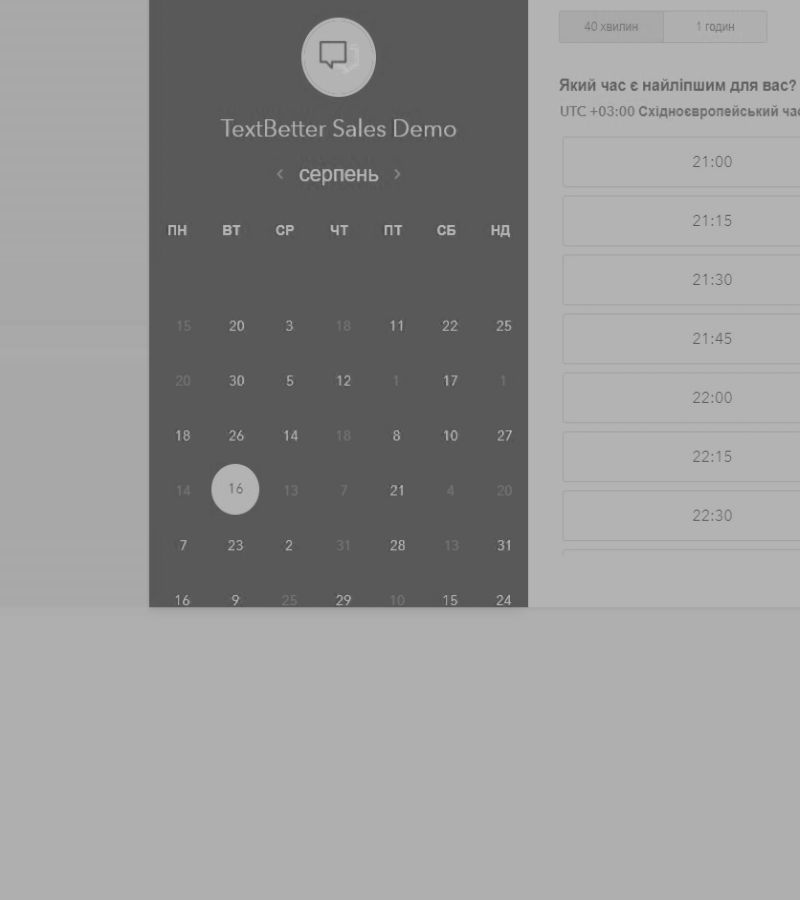 40 хвилин 1 годин
Який час є найліпшим для вас?
UTC +03:00 Східноєвропейський час
21:00
21:15
21:30
21:45
22:00
22:15
22:30
TextBetter Sales Demo
‹ серпень ›
ПН ВТ СР ЧТ ПТ СБ НД
15 20 3 18 11 22 25
20 30 5 12 1 17 1
18 26 14 18 8 10 27
14 16 13 7 21 4 20
7 23 2 31 28 13 31
16 9 25 29 10 15 24